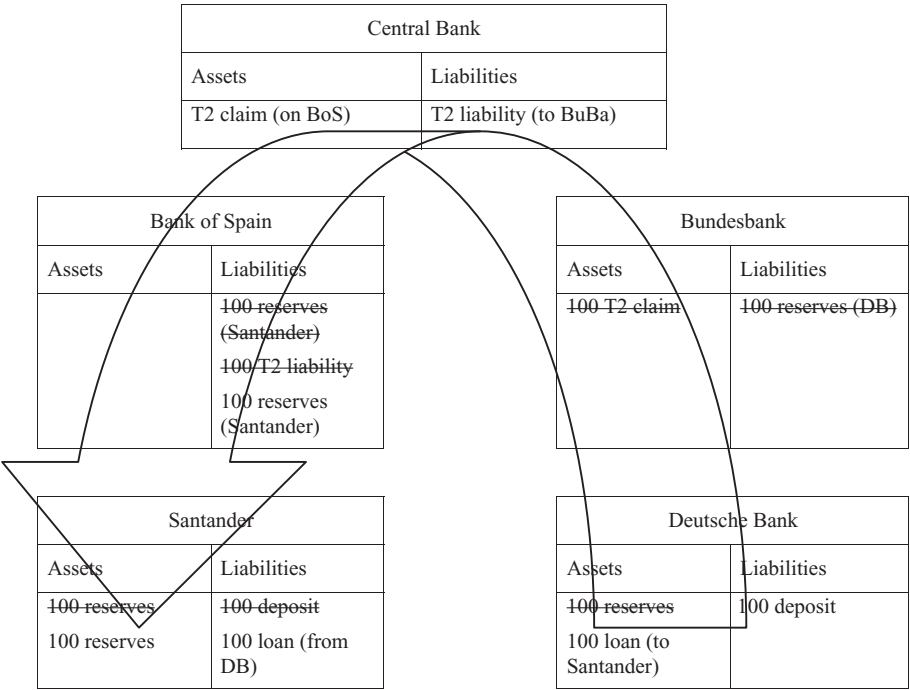 Central Bank
Assets
Liabilities
T2 claim (on BoS)
T2 liability (to BuBa)
Bank of Spain
Assets
Liabilities
100 reserves
(Santander)
100 T2 liability
100 reserves
(Santander)
Bundesbank
Assets
Liabilities
100 T2 claim
100 reserves (DB)
Santander
Assets
Liabilities
100 reserves
100 deposit
100 reserves
100 loan (from
DB)
Deutsche Bank
Assets
Liabilities
100 reserves
100 deposit
100 loan (to
Santander)